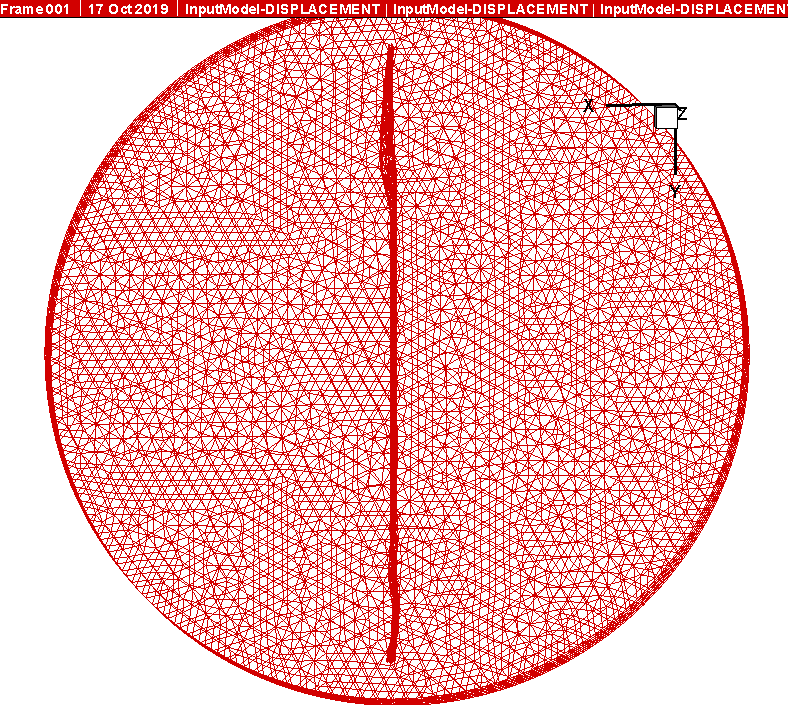 Frame 001 | 17 Oct 2019 | InputModel-DISPLACEMENT | InputModel-DISPLACEMENT | InputModel-DISPLACEMENT
X
Z
Y